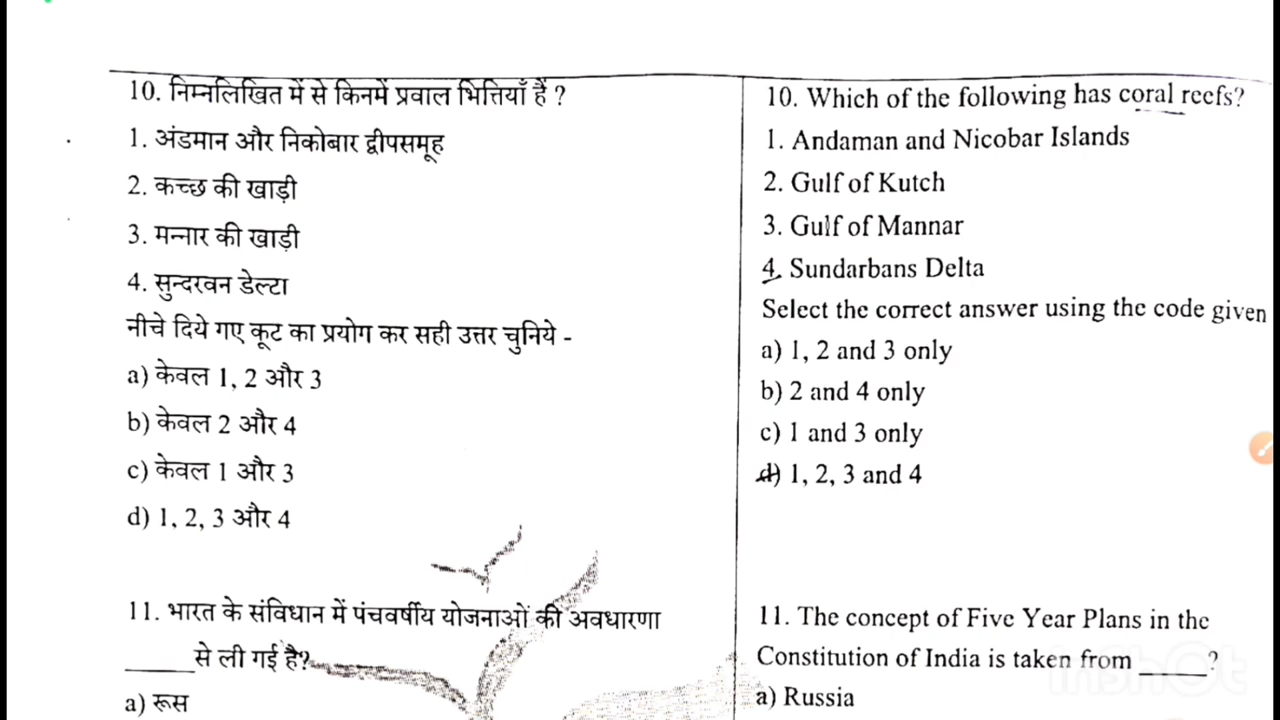 10. निम्नलिखित में से किनमें प्रवाल भित्तियाँ हैं ?
1. अंडमान और निकोबार द्वीपसमूह
2. कच्छ की खाड़ी
3. मन्नार की खाड़ी
4. सुन्दरवन डेल्टा
नीचे दिये गए कूट का प्रयोग कर सही उत्तर चुनिये -
a) केवल 1, 2 और 3
b) केवल 2 और 4
c) केवल 1 और 3
d) 1, 2, 3 और 4
11. भारत के संविधान में पंचवर्षीय योजनाओं की अवधारणा
_____ से ली गई है?
a) रूस
10. Which of the following has coral reefs?
1. Andaman and Nicobar Islands
2. Gulf of Kutch
3. Gulf of Mannar
4. Sundarbans Delta
Select the correct answer using the code given
a) 1, 2 and 3 only
b) 2 and 4 only
c) 1 and 3 only
d) 1, 2, 3 and 4
11. The concept of Five Year Plans in the
Constitution of India is taken from _____?
a) Russia
InShOt